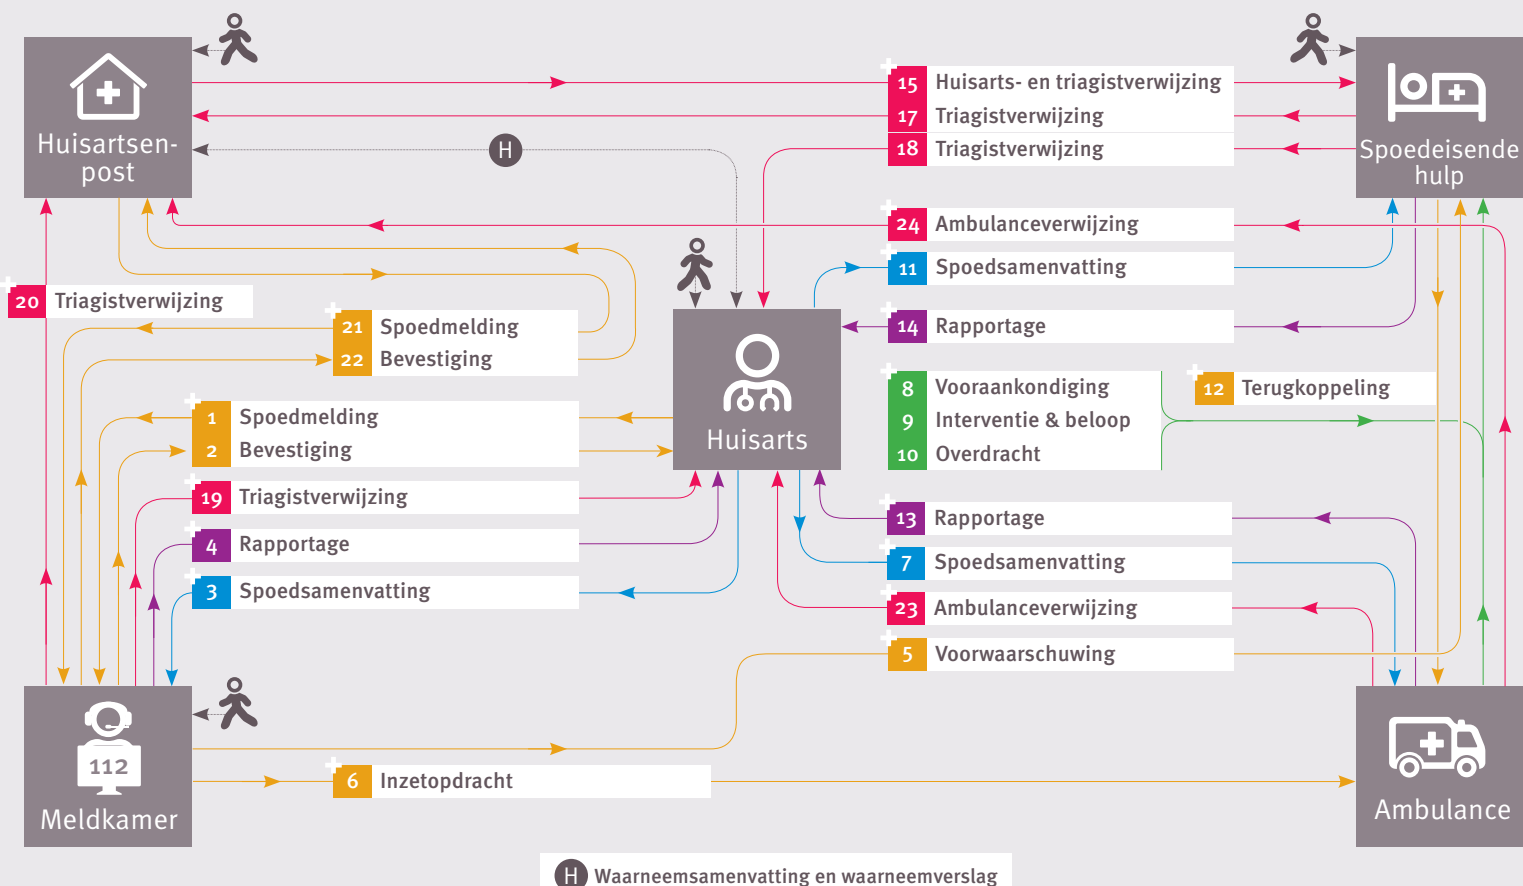 15 Huisarts- en triagistverwijzing
Huisartsen-
post
17 Triagistverwijzing
H
18 Triagistverwijzing
Spoedeisende
hulp
24 Ambulanceverwijzing
11 Spoedsamenvatting
20 Triagistverwijzing
21 Spoedmelding
22 Bevestiging
14 Rapportage
8 Vooraankondiging
9 Interventie & beloop
10 Overdracht
12 Terugkoppeling
Huisarts
1 Spoedmelding
2 Bevestiging
19 Triagistverwijzing
4 Rapportage
3 Spoedsamenvatting
13 Rapportage
7 Spoedsamenvatting
23 Ambulanceverwijzing
5 Voorwaarschuwing
112
Meldkamer
6 Inzetopdracht
Ambulance
H Waarneemsamenvatting en waarneemverslag